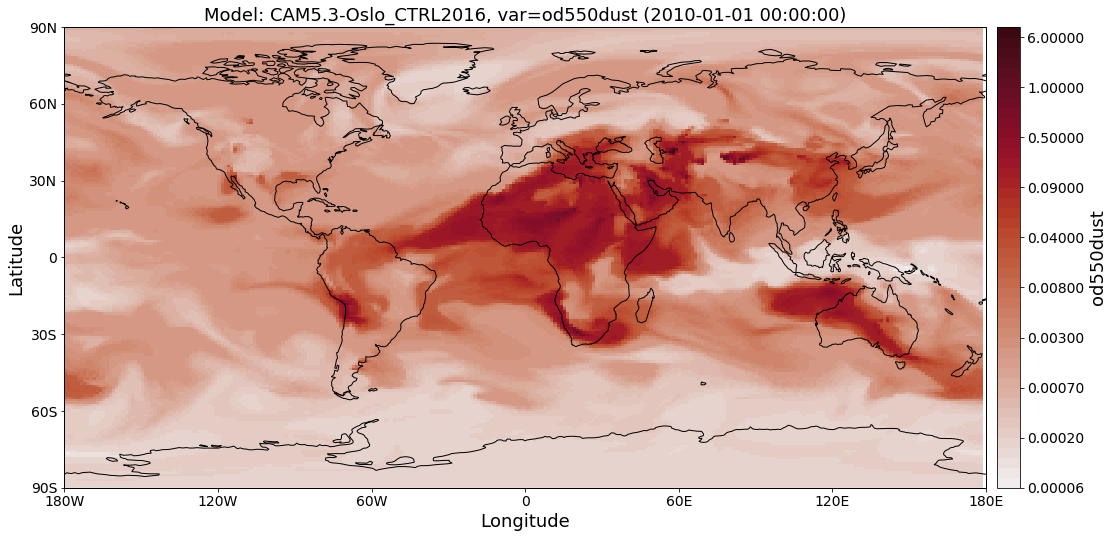 Model: CAM5.3-Oslo_CTRL2016, var=od550dust (2010-01-01 00:00:00)
90N
60N
30N
0
30S
60S
90S
Latitude
180W
120W
60W
0
60E
120E
180E
Longitude
6.00000
1.00000
0.50000
0.09000
0.04000
0.00800
0.00300
0.00070
0.00020
0.00006
od550dust